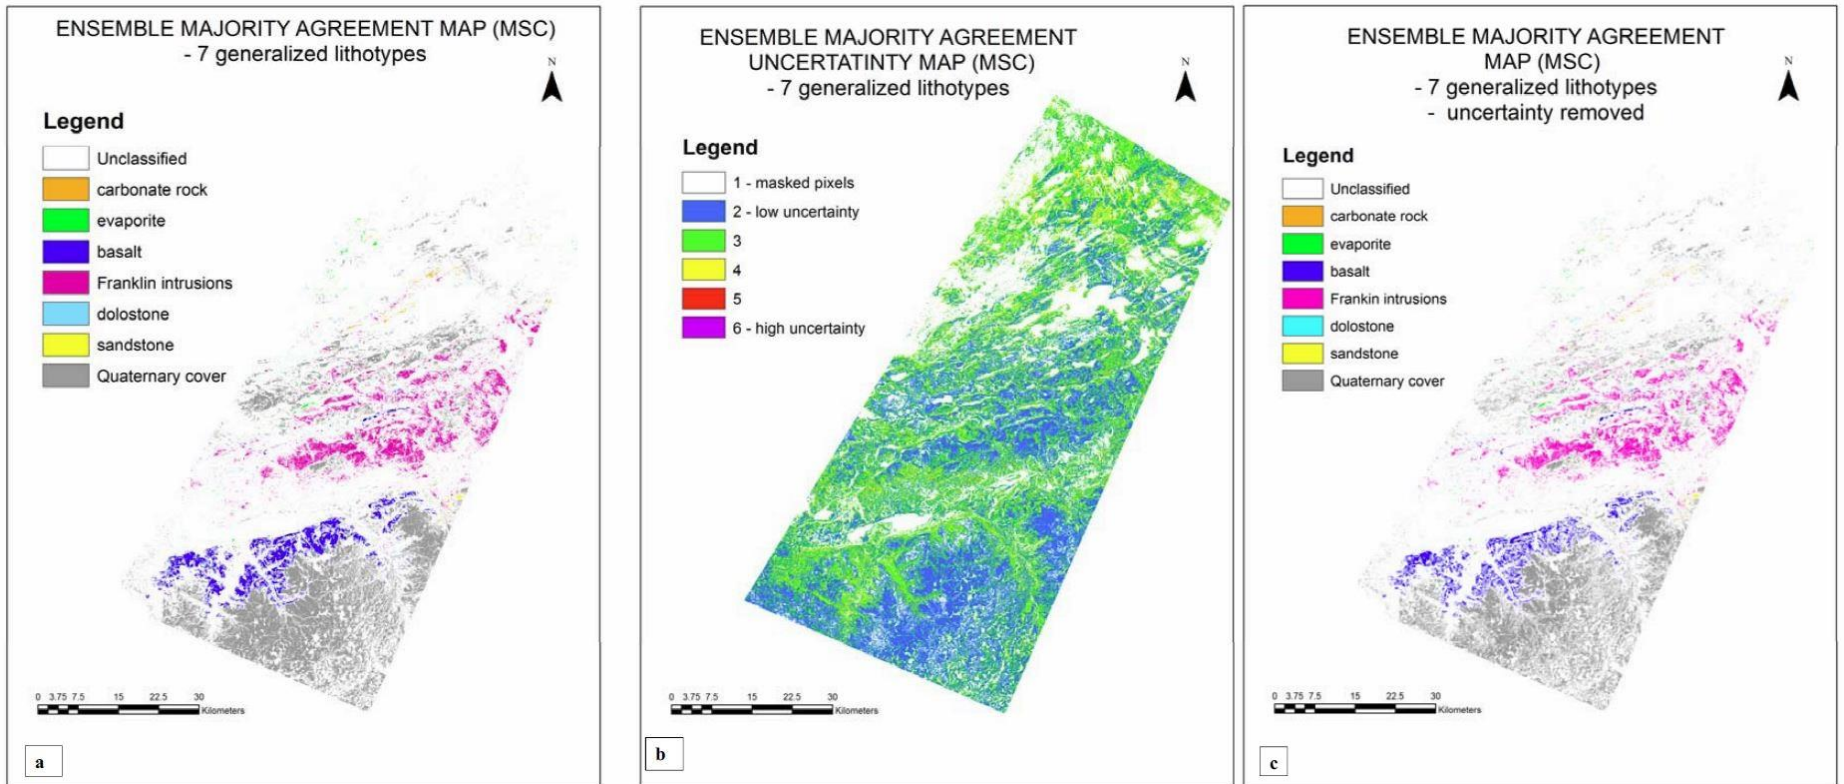 ENSEMBLE MAJORITY AGREEMENT MAP (MSC)
- 7 generalized lithotypes
N
Legend
Unclassified
carbonate rock
evaporite
basalt
Franklin intrusions
dolostone
sandstone
Quaternary cover
0 3.75 7.5 15 22.5 30
Kilometers
a
ENSEMBLE MAJORITY AGREEMENT
UNCERTATINTY MAP (MSC)
- 7 generalized lithotypes
N
Legend
1 - masked pixels
2 - low uncertainty
3
4
5
6 - high uncertainty
0 3.75 7.5 15 22.5 30
Kilometers
b
ENSEMBLE MAJORITY AGREEMENT
MAP (MSC)
- 7 generalized lithotypes
- uncertainty removed
N
Legend
Unclassified
carbonate rock
evaporite
basalt
Frankin intrusions
dolostone
sandstone
Quaternary cover
0 3.75 7.5 15 22.5 30
Kilometers
c